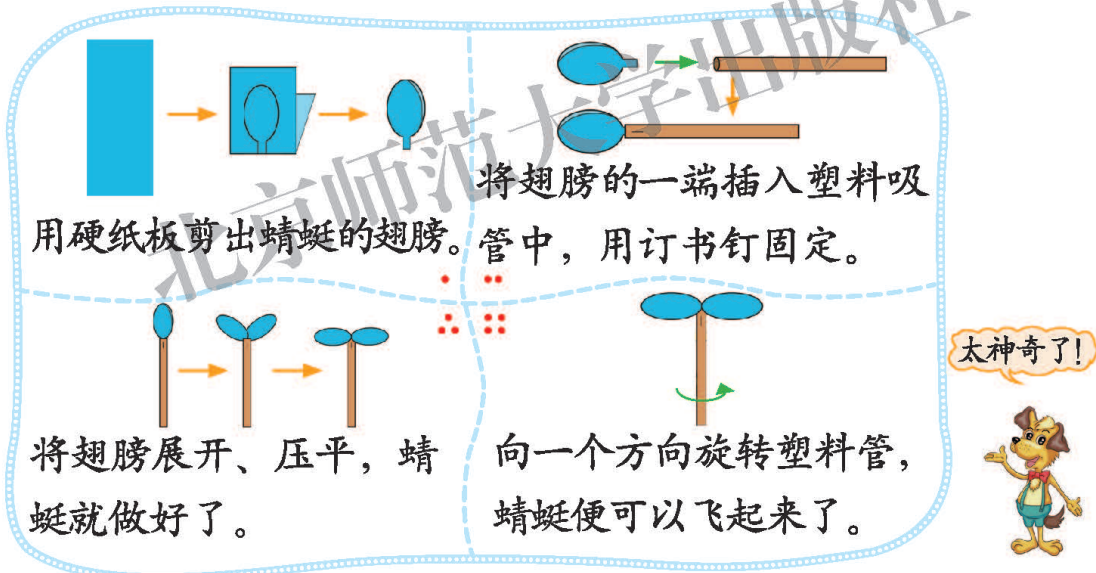 用硬纸板剪出蜻蜓的翅膀。
将翅膀的一端插入塑料吸
管中，用订书钉固定。
将翅膀展开、压平，蜻
蜓就做好了。
向一个方向旋转塑料管，
蜻蜓便可以飞起来了。
太神奇了！
北京师范大学出版社